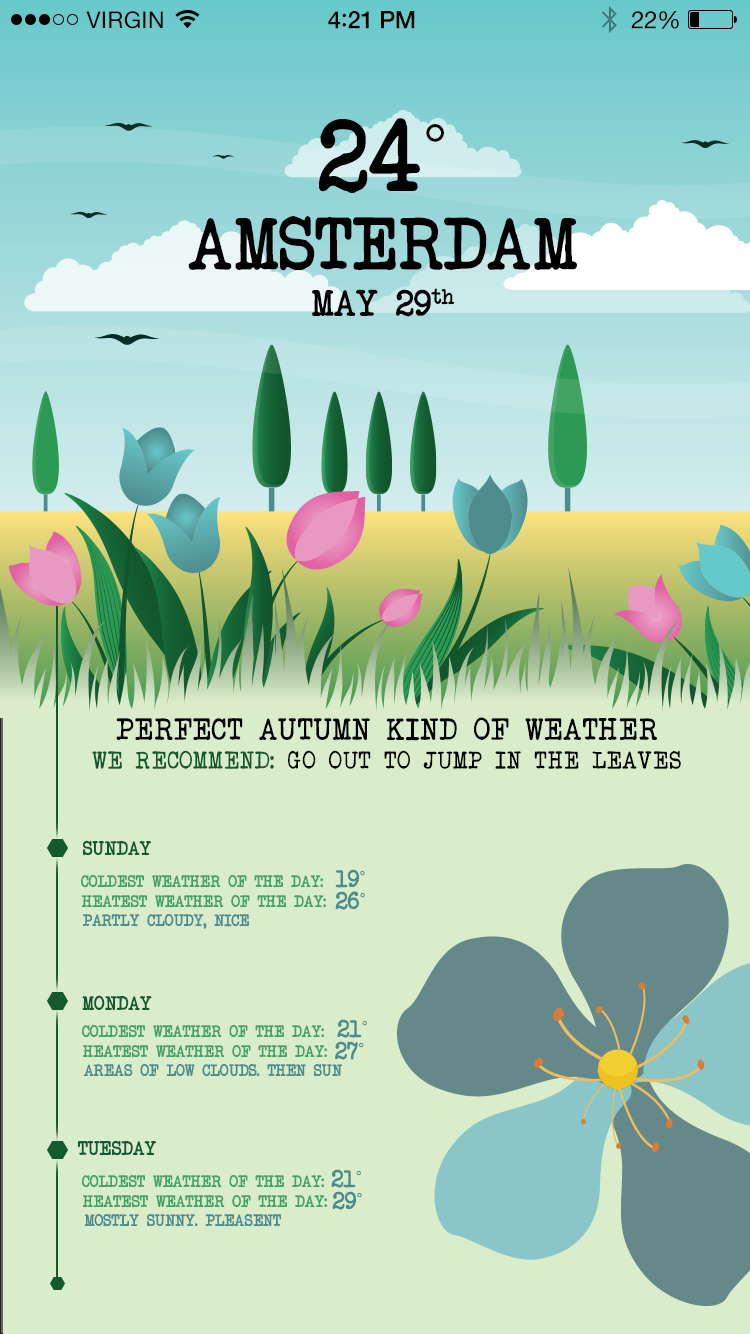 VIRGIN 4:21 PM 22%
24°
AMSTERDAM
MAY 29th
PERFECT AUTUMN KIND OF WEATHER
WE RECOMMEND: GO OUT TO JUMP IN THE LEAVES
SUNDAY
COLDEST WEATHER OF THE DAY: 19°
HEATEST WEATHER OF THE DAY: 26°
PARTLY CLOUDY, NICE
MONDAY
COLDEST WEATHER OF THE DAY: 21°
HEATEST WEATHER OF THE DAY: 27°
AREAS OF LOW CLOUDS. THEN SUN
TUESDAY
COLDEST WEATHER OF THE DAY: 21°
HEATEST WEATHER OF THE DAY: 29°
MOSTLY SUNNY. PLEASENT